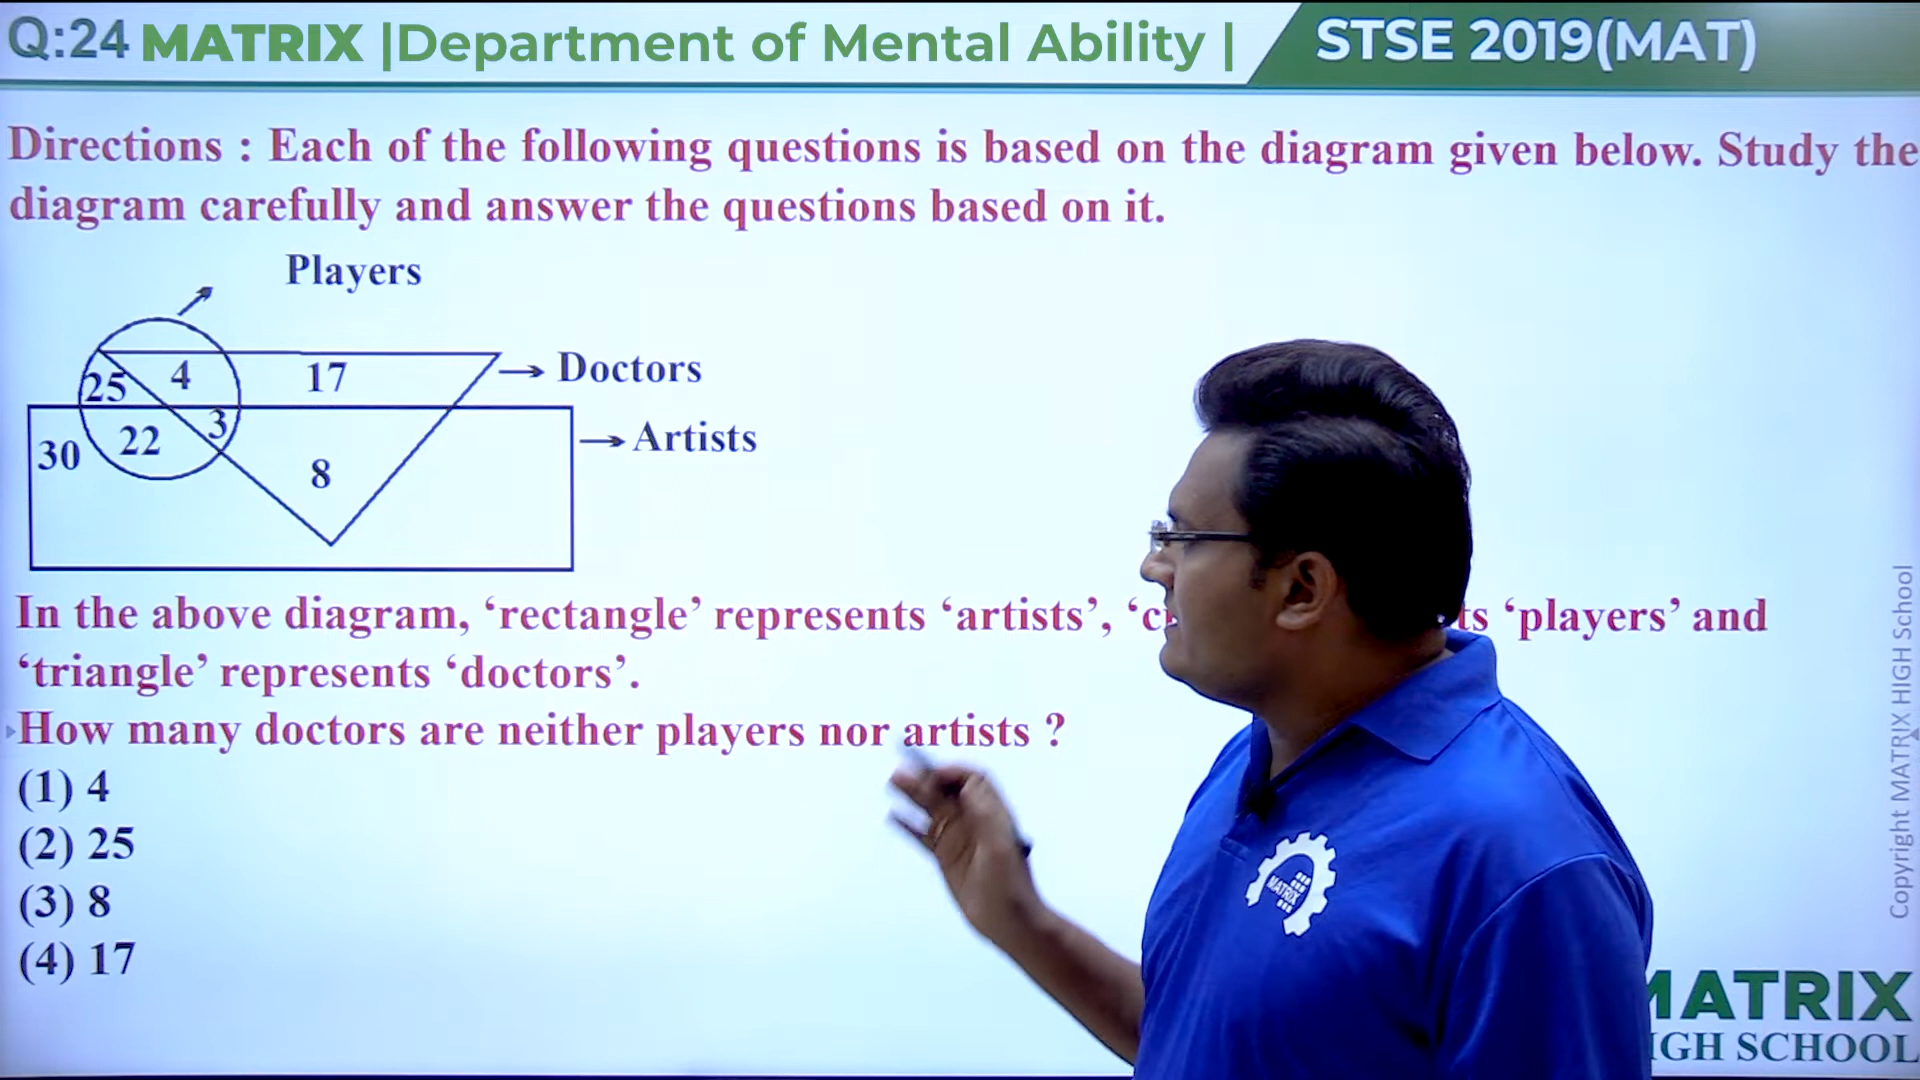 Q:24 MATRIX |Department of Mental Ability | STSE 2019(MAT)
Directions : Each of the following questions is based on the diagram given below. Study the
diagram carefully and answer the questions based on it.
Players
4
17
Doctors
25
3
22
30
Artists
8
In the above diagram, ‘rectangle’ represents ‘artists’, ‘players’ and
‘triangle’ represents ‘doctors’.
How many doctors are neither players nor artists ?
(1) 4
(2) 25
(3) 8
(4) 17
MATRIX
MATRIX
HIGH SCHOOL
Copyright MATRIX HIGH School